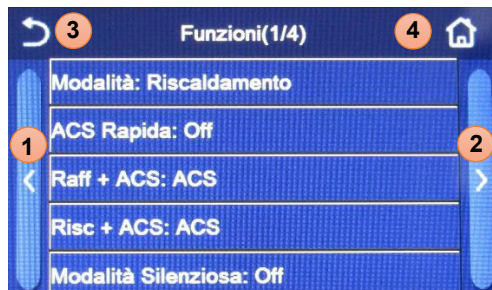 3
Funzioni(1/4)
4
Modalità: Riscaldamento
ACS Rapida: Off
1
2
Raff + ACS: ACS
Risc + ACS: ACS
Modalità Silenziosa: Off